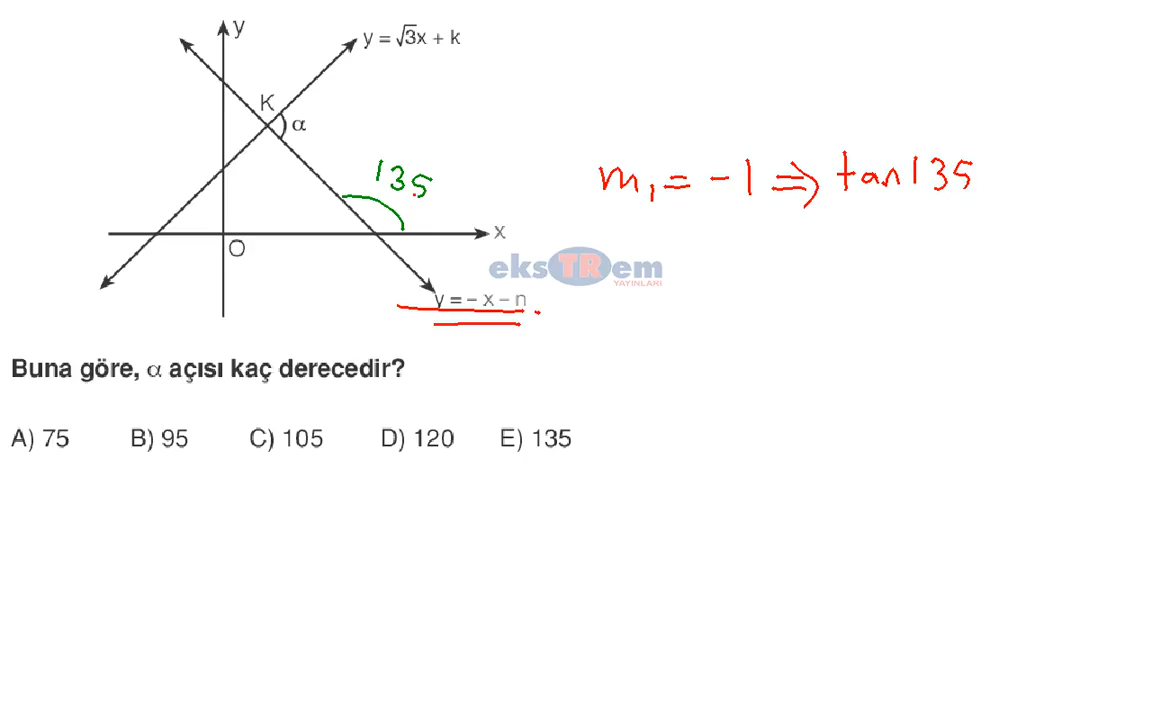 y
y = √3x + k
K
α
135
m₁ = -1 ⇒ tan135
x
O
eksTRem
YAYINLARI
y = – x – n
Buna göre, α açısı kaç derecedir?
A) 75 B) 95 C) 105 D) 120 E) 135